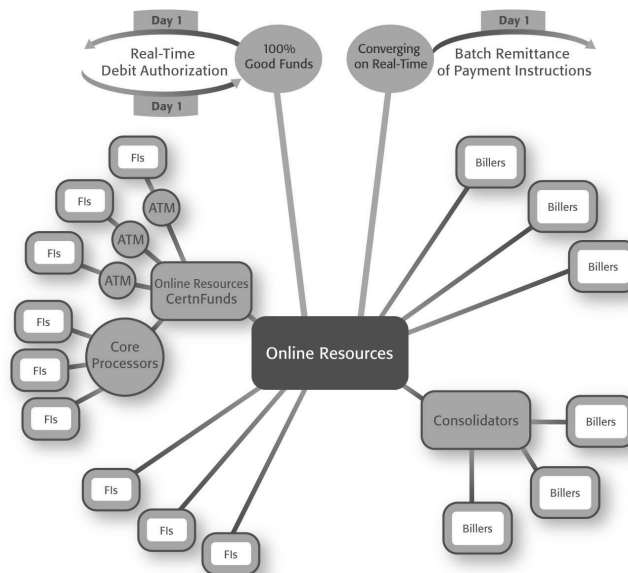 Day 1
Real-Time
Debit Authorization
Day 1
100%
Good Funds
Converging
on Real-Time
Day 1
Batch Remittance
of Payment Instructions
FIs
ATM
FIs
ATM
FIs
ATM
Online Resources
CertnFunds
FIs
FIs
FIs
Core
Processors
Online Resources
Billers
Billers
Billers
Consolidators
Billers
Billers
Billers
FIs
FIs
FIs